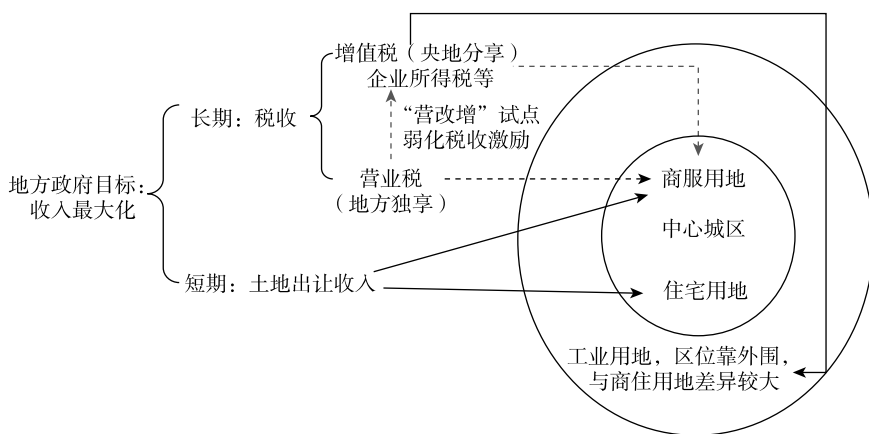 增值税（央地分享）
企业所得税等
长期：税收
“营改增”试点
弱化税收激励
地方政府目标：
收入最大化
营业税
（地方独享）
商服用地
中心城区
短期：土地出让收入
住宅用地
工业用地，区位靠外围，
与商住用地差异较大